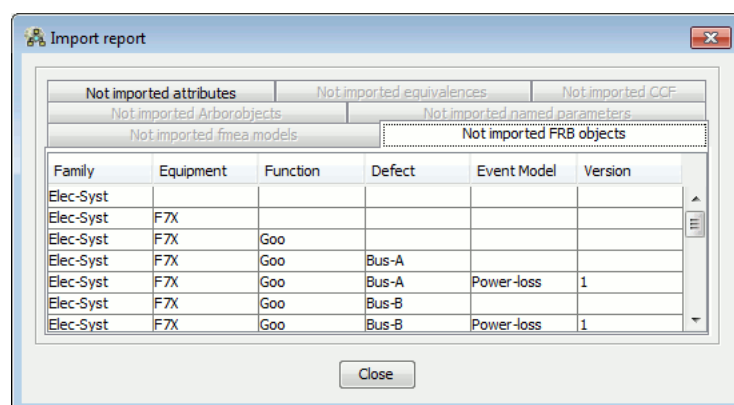 Import report
Not imported attributes Not imported equivalences Not imported CCF
Not imported Arborobjects Not imported named parameters
Not imported fmea models Not imported FRB objects
Family Equipment Function Defect Event Model Version
Elec-Syst
Elec-Syst F7X
Elec-Syst F7X Goo
Elec-Syst F7X Goo Bus-A
Elec-Syst F7X Goo Bus-A Power-loss 1
Elec-Syst F7X Goo Bus-B
Elec-Syst F7X Goo Bus-B Power-loss 1
Close